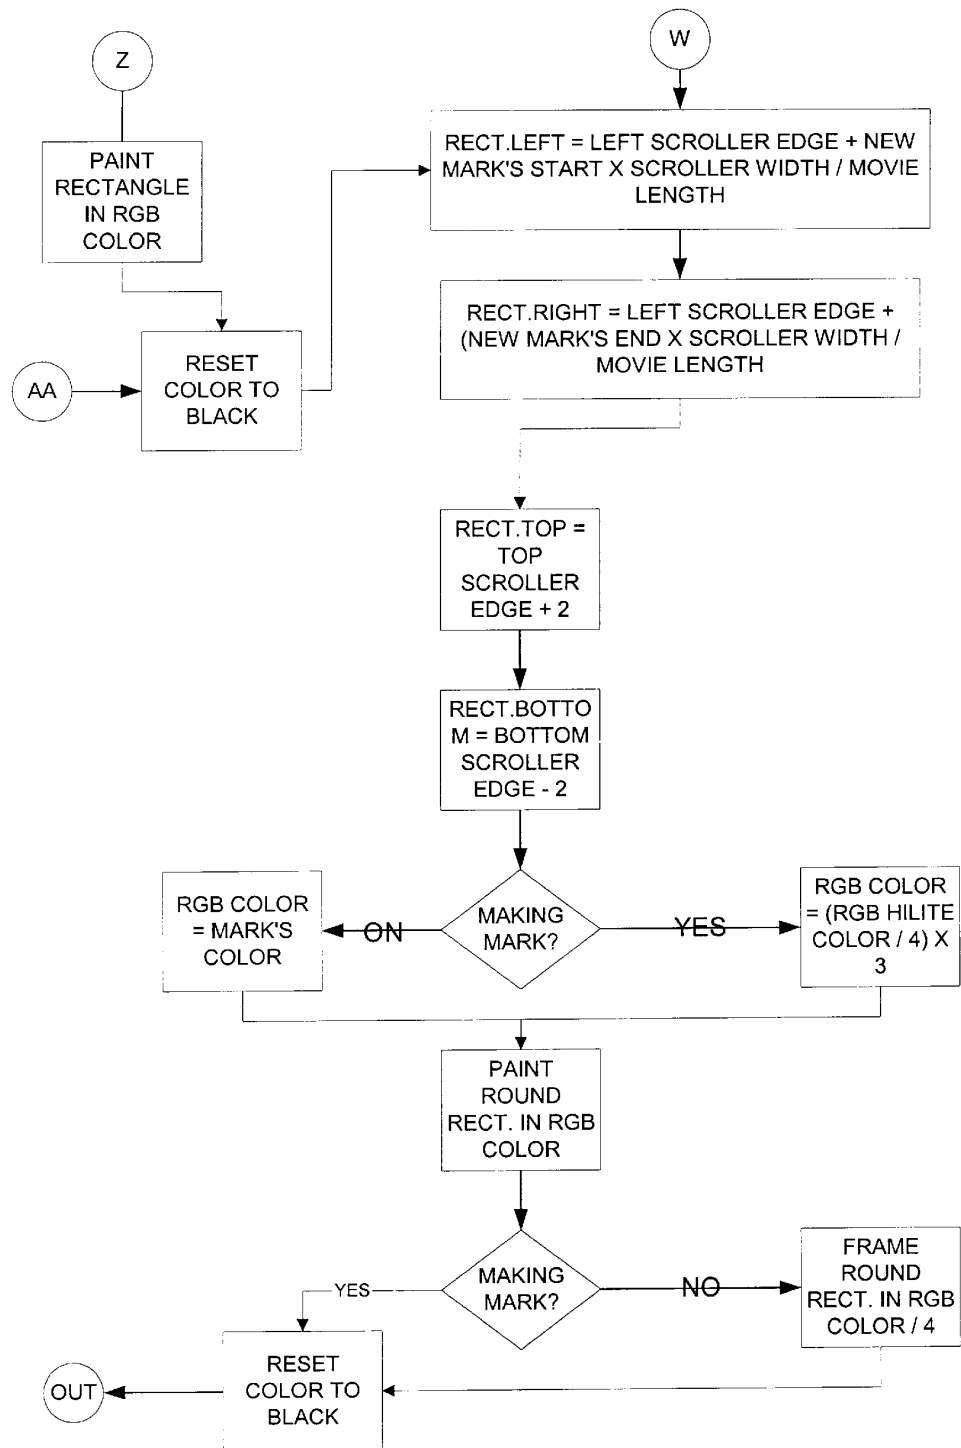 Z
W
PAINT
RECTANGLE
IN RGB
COLOR
RECT.LEFT = LEFT SCROLLER EDGE + NEW
MARK'S START X SCROLLER WIDTH / MOVIE
LENGTH
RECT.RIGHT = LEFT SCROLLER EDGE +
(NEW MARK'S END X SCROLLER WIDTH /
MOVIE LENGTH
AA
RESET
COLOR TO
BLACK
RECT.TOP =
TOP
SCROLLER
EDGE + 2
RECT.BOTTO
M = BOTTOM
SCROLLER
EDGE - 2
RGB COLOR
= MARK'S
COLOR
ON
MAKING
MARK?
YES
RGB COLOR
= (RGB HILITE
COLOR / 4) X
3
PAINT
ROUND
RECT. IN RGB
COLOR
YES
MAKING
MARK?
NO
FRAME
ROUND
RECT. IN RGB
COLOR / 4
OUT
RESET
COLOR TO
BLACK